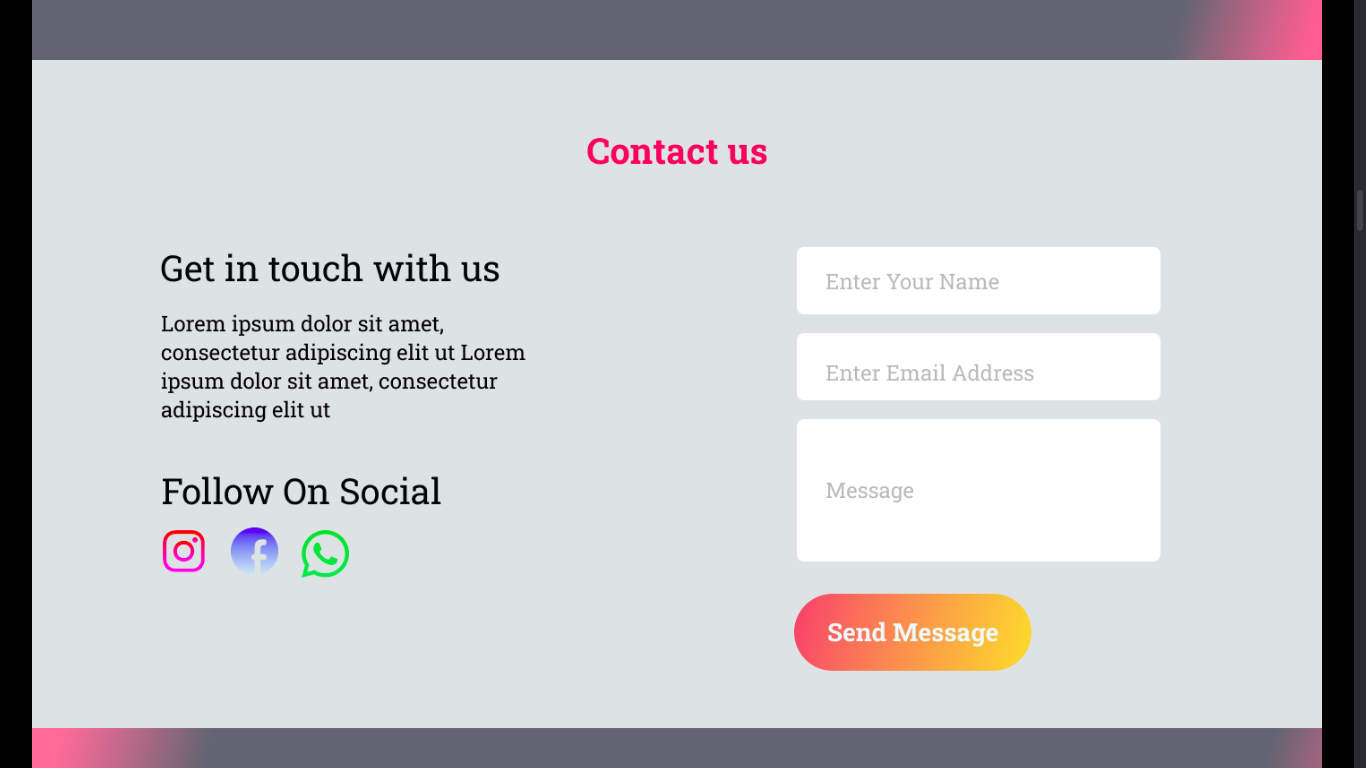 Contact us
Get in touch with us
Lorem ipsum dolor sit amet,
consectetur adipiscing elit ut Lorem
ipsum dolor sit amet, consectetur
adipiscing elit ut
Follow On Social
Enter Your Name
Enter Email Address
Message
Send Message